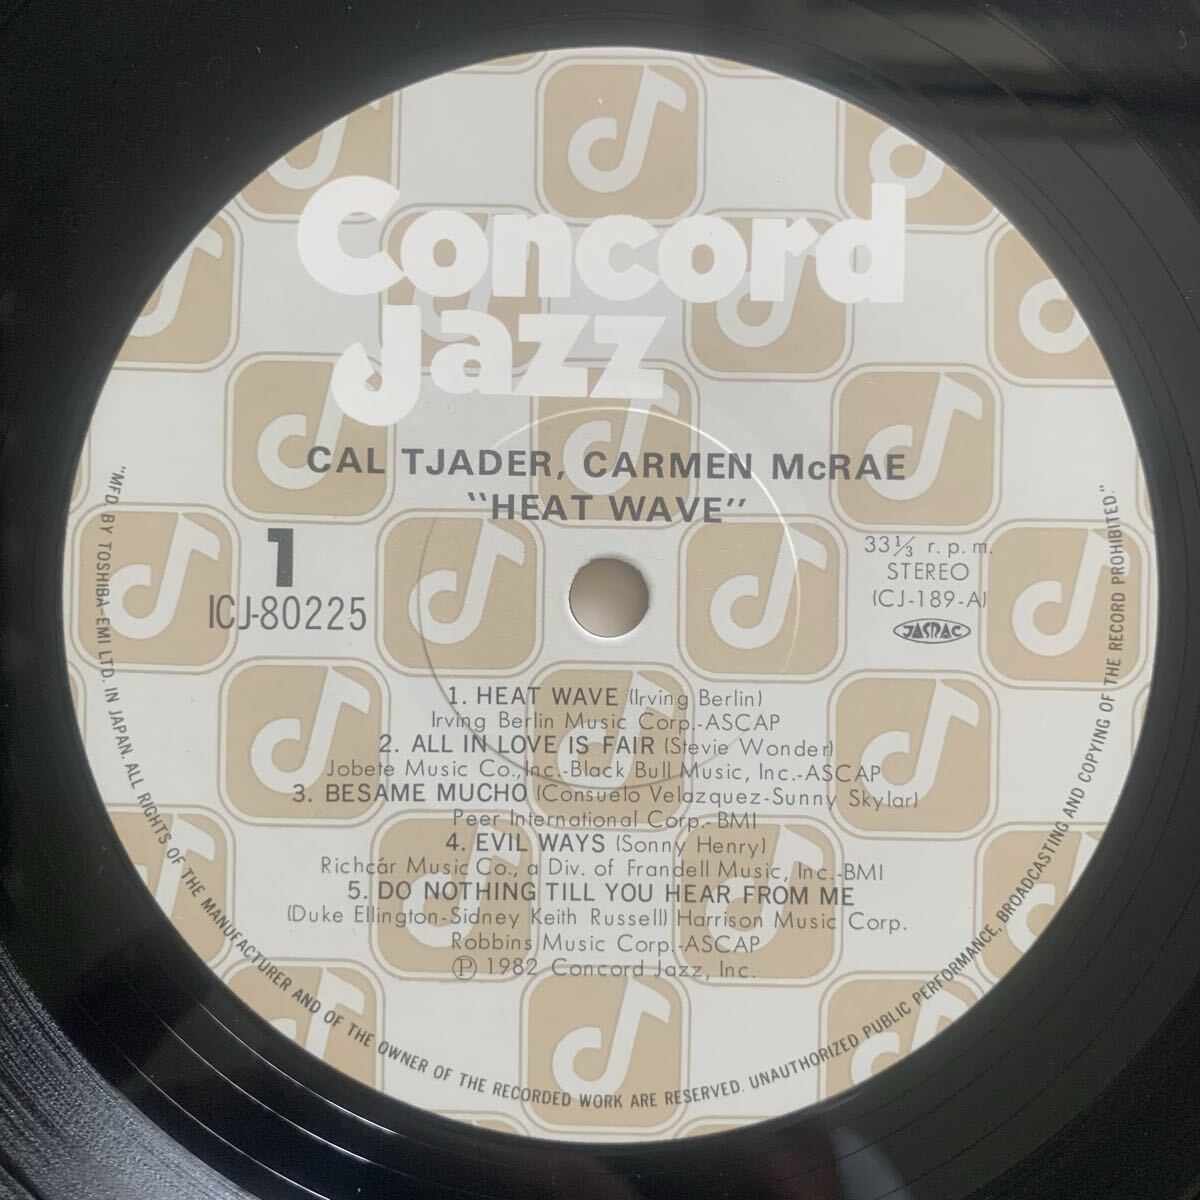 Concord
Jazz
CAL TJADER, CARMEN McRAE
"HEAT WAVE"
1
ICJ-80225
33⅓ r.p.m.
STEREO
(CJ-189-A)
JASRAC
1. HEAT WAVE (Irving Berlin)
Irving Berlin Music Corp.-ASCAP
2. ALL IN LOVE IS FAIR (Stevie Wonder)
Jobete Music Co., Inc.-Black Bull Music, Inc.-ASCAP
3. BESAME MUCHO (Consuelo Velazquez-Sunny Skylar)
Peer International Corp.-BMI
4. EVIL WAYS (Sonny Henry)
Richcár Music Co., a Div. of Frandell Music, Inc.-BMI
5. DO NOTHING TILL YOU HEAR FROM ME
(Duke Ellington-Sidney Keith Russell) Harrison Music Corp.
Robbins Music Corp.-ASCAP
Ⓟ 1982 Concord Jazz, Inc.
"MFD BY TOSHIBA-EMI LTD. IN JAPAN. ALL RIGHTS OF THE MANUFACTURER AND OF THE OWNER OF THE RECORDED WORK ARE RESERVED. UNAUTHORIZED PUBLIC PERFORMANCE, BROADCASTING AND COPYING OF THE RECORD PROHIBITED."